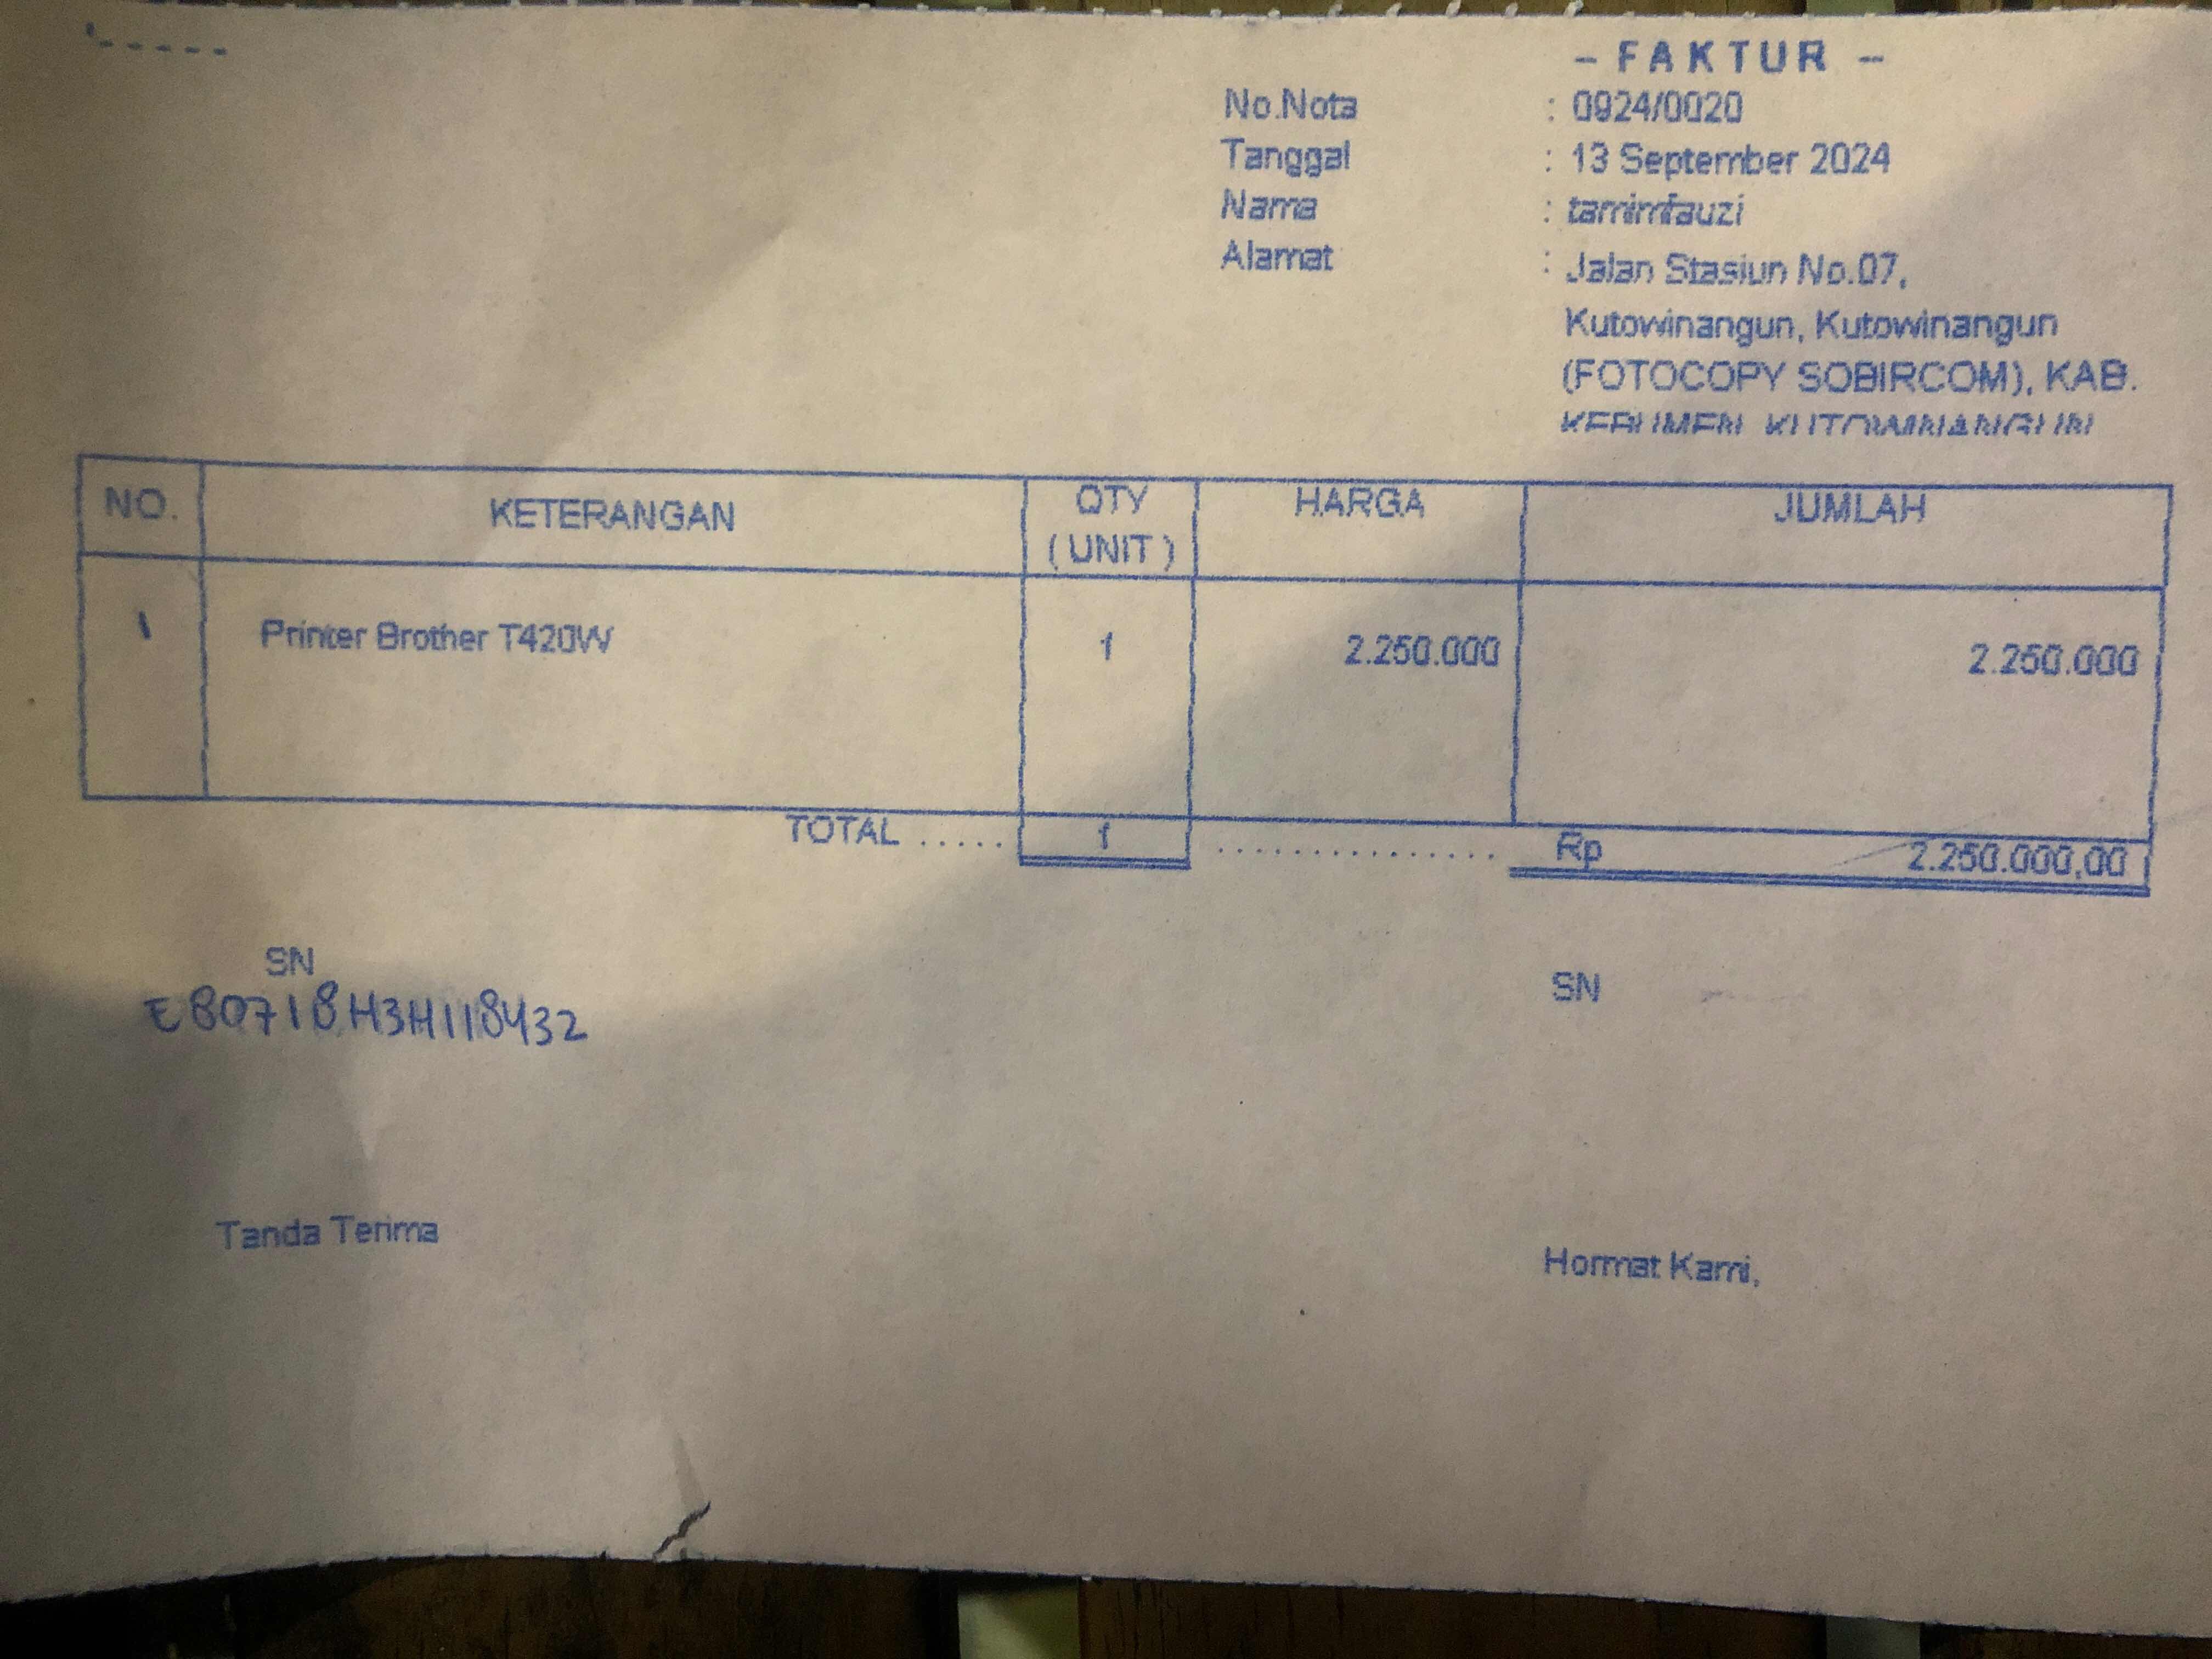 - FAKTUR -
No.Nota : 0924/0020
Tanggal : 13 September 2024
Nama : tamimfauzi
Alamat : Jalan Stasiun No.07,
Kutowinangun, Kutowinangun
(FOTOCOPY SOBIRCOM), KAB.
KEBUMEN, KUTOWINANGUN
NO. KETERANGAN QTY (UNIT) HARGA JUMLAH
1 Printer Brother T420W 1 2.250.000 2.250.000
TOTAL ..... 1 ............... Rp 2.250.000,00
SN SN
E80718H3H118432
Tanda Terima Hormat Kami,